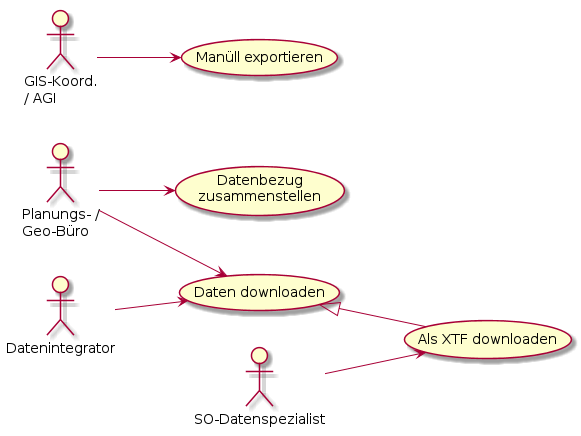 GIS-Koord.
/ AGI
Manüll exportieren
Planungs- /
Geo-Büro
Datenbezug
zusammenstellen
Daten downloaden
Datenintegrator
Als XTF downloaden
SO-Datenspezialist